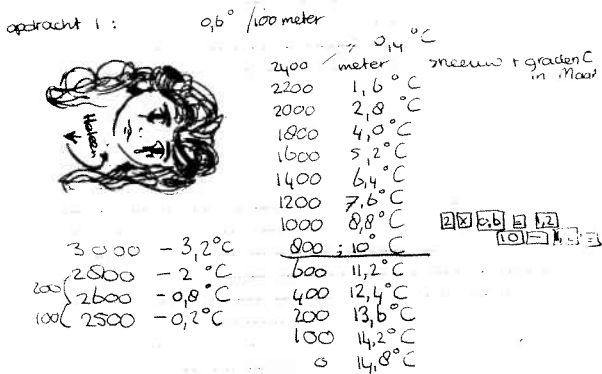 opdracht 1 : 0,6° / 100 meter
2400 / meter 0,4 °C
sneeuw + graden C
in Maas
2200 1,6 °C
2000 2,8 °C
1800 4,0 °C
1600 5,2 °C
1400 6,4 °C
1200 7,6 °C
1000 8,8 °C
800 : 10 °C
600 11,2 °C
400 12,4 °C
200 13,6 °C
100 14,2 °C
0 14,8 °C
2 x 0,6 = 1,2
10 -
3000 - 3,2 °C
2800 - 2 °C
200 2600 - 0,8 °C
100 2500 - 0,2 °C
Heleen